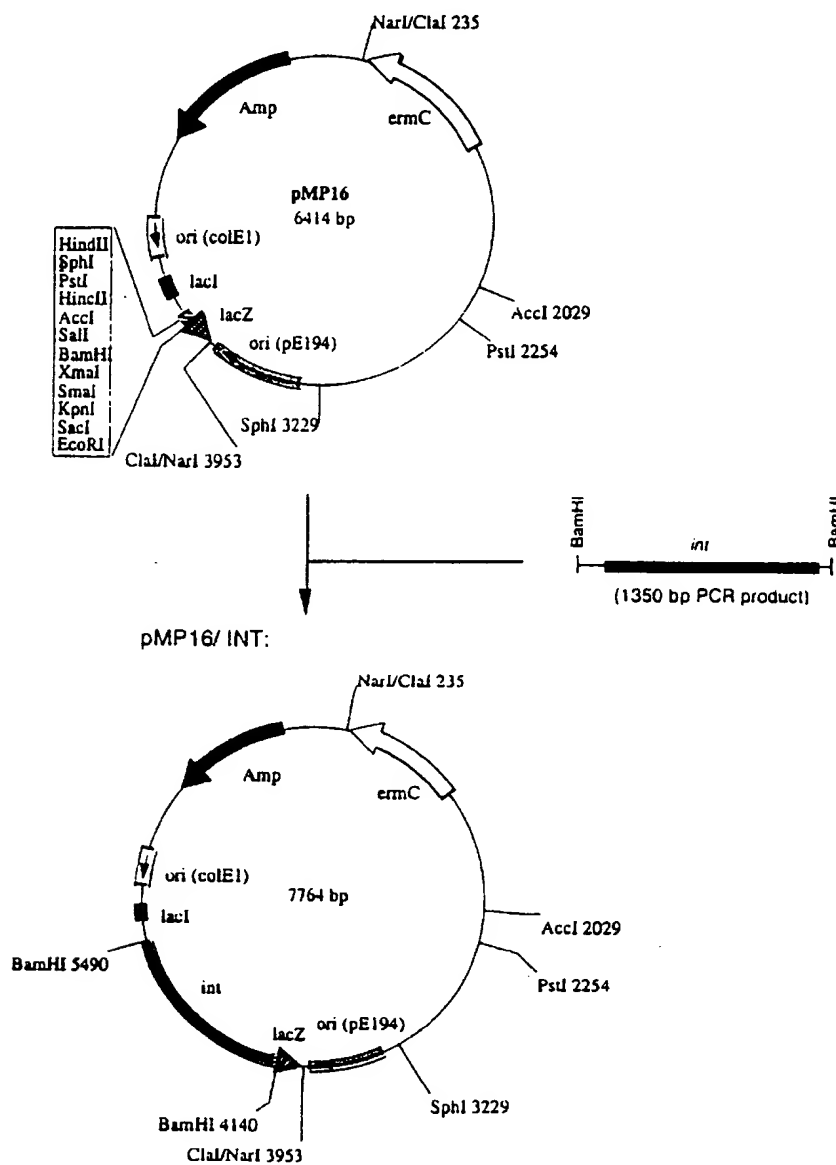 NarI/ClaI 235
Amp
ermC
pMP16
6414 bp
ori (colE1)
HindII
SphI
PstI
HincII
AccI
SalI
BamHI
XmaI
SmaI
KpnI
SacI
EcoRI
lacI
lacZ
ori (pE194)
AccI 2029
PstI 2254
SphI 3229
ClaI/NarI 3953
BamHI
int
BamHI
(1350 bp PCR product)
pMP16/ INT:
NarI/ClaI 235
Amp
ermC
ori (colE1)
7764 bp
lacI
AccI 2029
BamHI 5490
PstI 2254
int
lacZ
ori (pE194)
SphI 3229
BamHI 4140
ClaI/NarI 3953